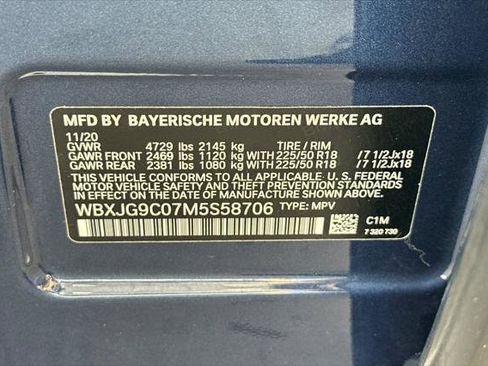 MFD BY BAYERISCHE MOTOREN WERKE AG
11/20
GVWR 4729 lbs 2145 kg TIRE / RIM
GAWR FRONT 2469 lbs 1120 kg WITH 225/50 R18 / 7 1/2Jx18
GAWR REAR 2381 lbs 1080 kg WITH 225/50 R18 / 7 1/2Jx18
THIS VEHICLE CONFORMS TO ALL APPLICABLE U. S. FEDERAL
MOTOR VEHICLE SAFETY, BUMPER, AND THEFT PREVENTION
STANDARDS IN EFFECT ON THE DATE OF MANUFACTURE SHOWN ABOVE.
WBXJG9C07M5S58706 TYPE: MPV
C1M
7 320 730